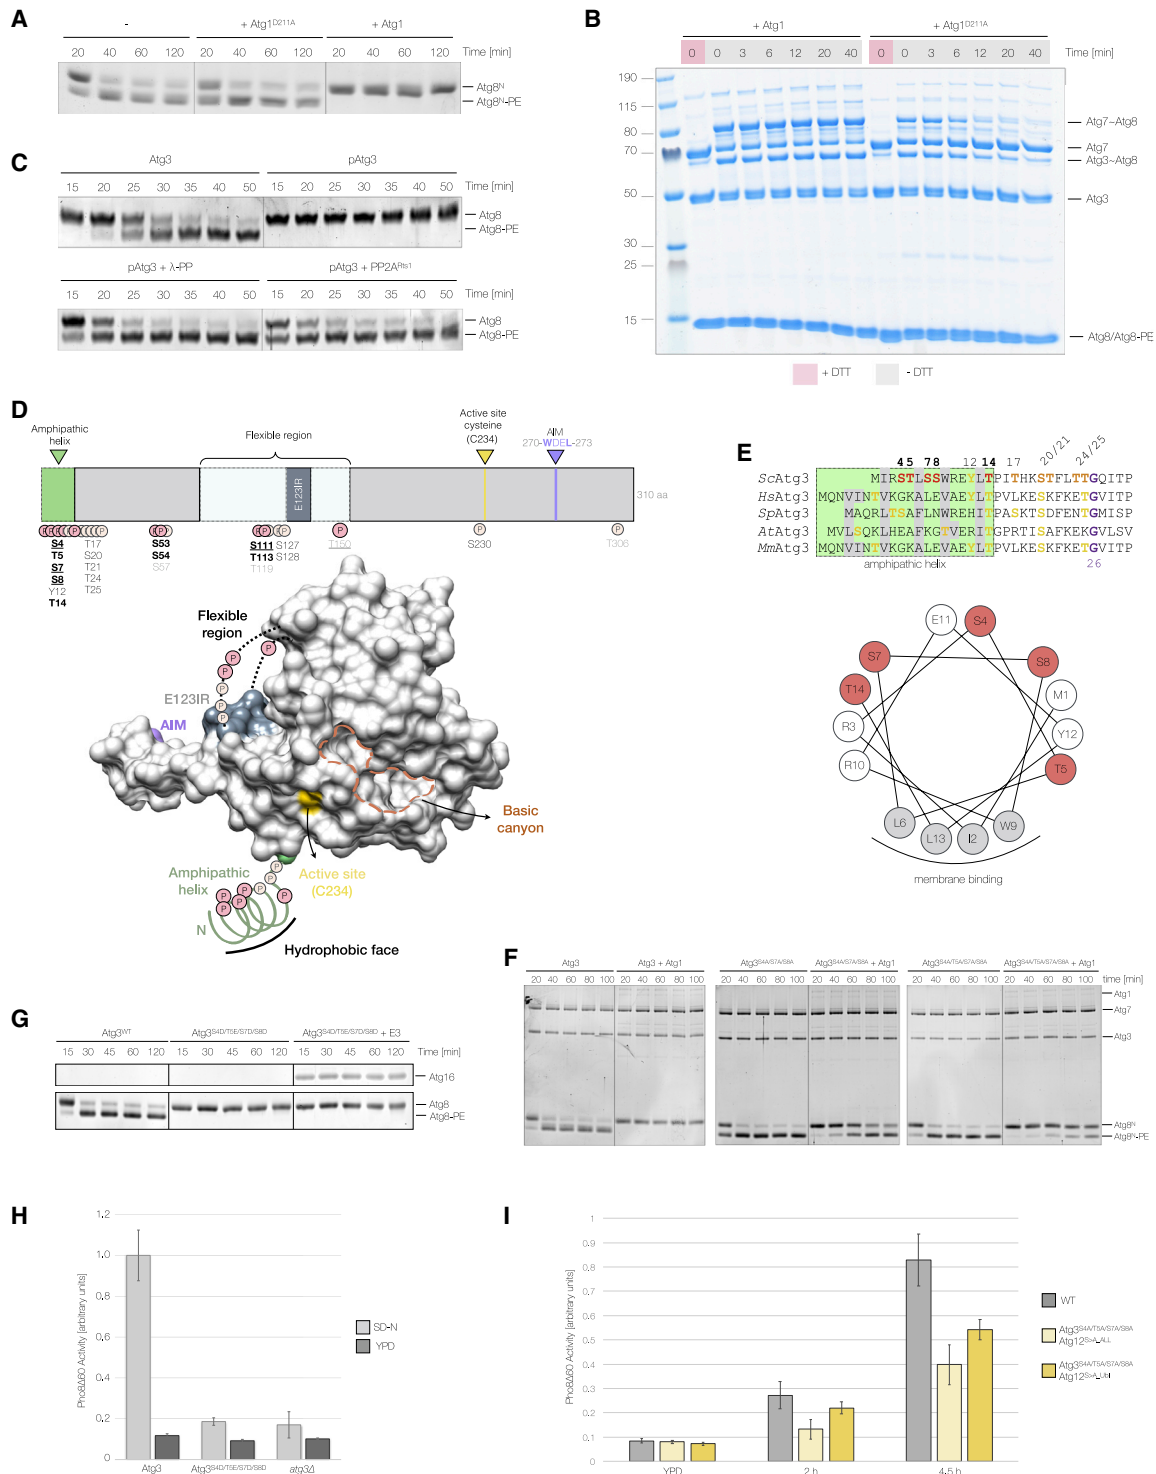 A
- + Atg1D211A + Atg1
20 40 60 120 20 40 60 120 20 40 60 120 Time [min]
Atg8N
Atg8N-PE
B
+ Atg1 + Atg1D211A
0 0 3 6 12 20 40 0 0 3 6 12 20 40 Time [min]
190
115
80
70
50
30
25
15
Atg7~Atg8
Atg7
Atg3~Atg8
Atg3
Atg8/Atg8-PE
+ DTT - DTT
C
Atg3 pAtg3
15 20 25 30 35 40 50 15 20 25 30 35 40 50 Time [min]
Atg8
Atg8-PE
pAtg3 + λ-PP pAtg3 + PP2ARts1
15 20 25 30 35 40 50 15 20 25 30 35 40 50 Time [min]
Atg8
Atg8-PE
D
Amphipathic helix
Flexible region
Active site cysteine (C234)
AIM
270-WDEL-273
E123IR
310 aa
S4 T17 S53 S111 S127 T150 S230 T306
T5 S20 S54 T113 S128
S7 T21 S57 T119
S8 T24
Y12 T25
T14
Flexible region
E123IR
AIM
Basic canyon
Active site (C234)
Amphipathic helix
N
Hydrophobic face
P
E
45 78 12 14 17 20/21 24/25
ScAtg3 MIRSTLSSWREYLTPITHKSTFLTTGQITP
HsAtg3 MQNVINTVKGKALEVAEYLTPVLKESKFKETGVITP
SpAtg3 MAQRLTSAFLNWREHITPASKTSDFENTGMISP
AtAtg3 MVLSQKLHEAFKGTVERITGPRTISAFKEKGVLSV
MmAtg3 MQNVINTVKGKALEVAEYLTPVLKESKFKETGVITP
amphipathic helix
26
E11 S4
S7 S8
T14 M1
R3 Y12
R10 T5
L6 L13 I2 W9
membrane binding
F
Atg3 Atg3 + Atg1 Atg3S4A/S7A/S8A Atg3S4A/S7A/S8A + Atg1 Atg3S4A/T5A/S7A/S8A Atg3S4A/T5A/S7A/S8A + Atg1
20 40 60 80 100 20 40 60 80 100 20 40 60 80 100 20 40 60 80 100 20 40 60 80 100 20 40 60 80 100 time [min]
Atg1
Atg7
Atg3
Atg8N
Atg8N-PE
G
Atg3WT Atg3S4D/T5E/S7D/S8D Atg3S4D/T5E/S7D/S8D + E3
15 30 45 60 120 15 30 45 60 120 15 30 45 60 120 Time [min]
Atg16
Atg8
Atg8-PE
H
Pho8Δ60 Activity [arbitrary units]
1.2
1.0
0.8
0.6
0.4
0.2
0
SD-N
YPD
Atg3 Atg3S4D/T5E/S7D/S8D atg3Δ
I
Pho8Δ60 Activity [arbitrary units]
1
0.9
0.8
0.7
0.6
0.5
0.4
0.3
0.2
0.1
0
WT
Atg3S4A/T5A/S7A/S8A
Atg12S>A_ALL
Atg3S4A/T5A/S7A/S8A
Atg12S>A_Ubl
YPD 2 h 4.5 h